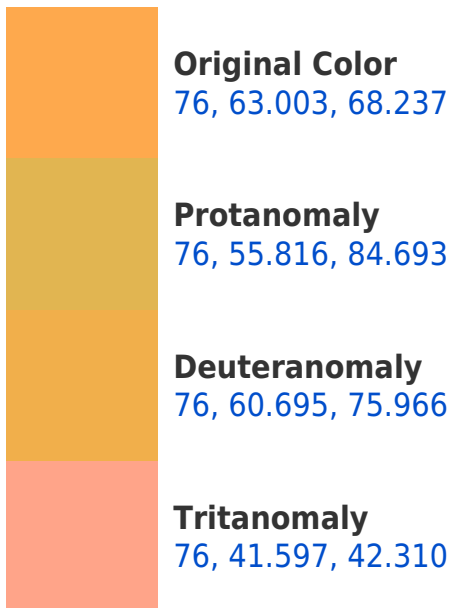 Original Color
76, 63.003, 68.237
Protanomaly
76, 55.816, 84.693
Deuteranomaly
76, 60.695, 75.966
Tritanomaly
76, 41.597, 42.310